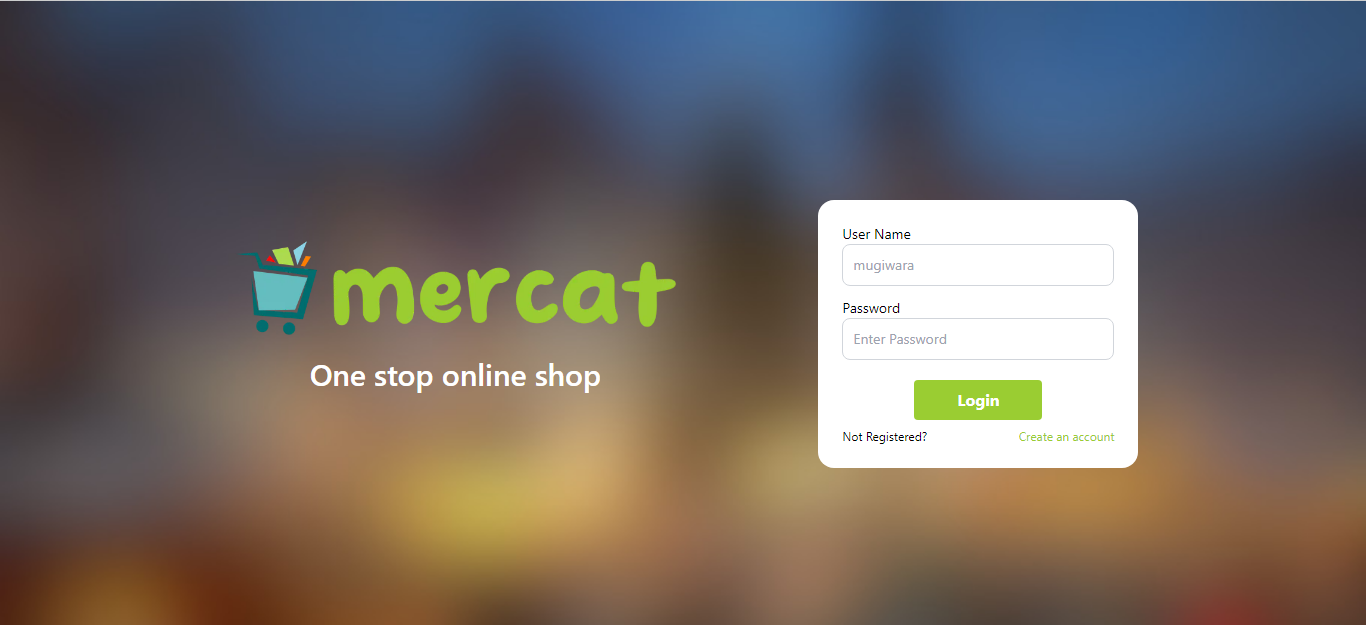 mercat
One stop online shop
User Name
mugiwara
Password
Enter Password
Login
Not Registered? Create an account